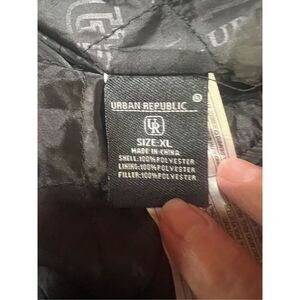 URBAN REPUBLIC ®
UR
SIZE:XL
MADE IN CHINA
SHELL:100%POLYESTER
LINING:100%POLYESTER
FILLER:100%POLYESTER